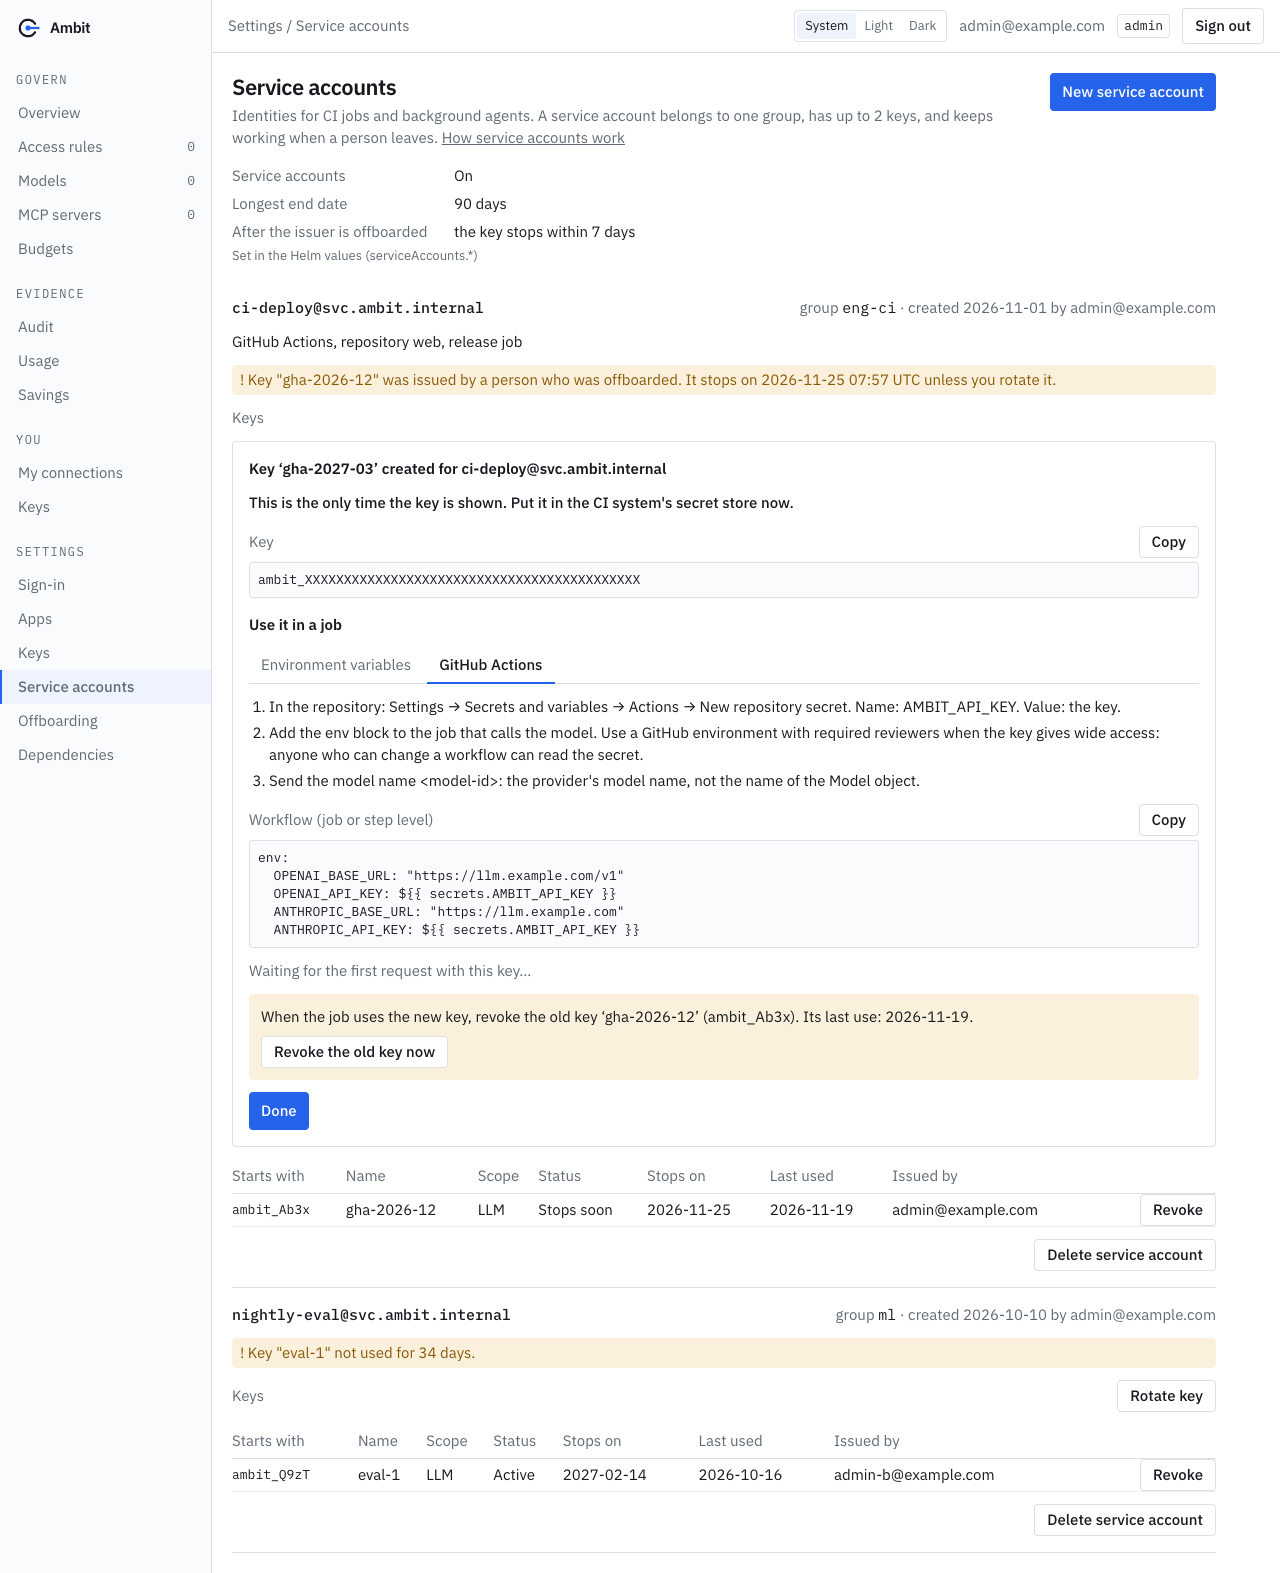 Ambit
Settings / Service accounts
System Light Dark
admin@example.com
admin
Sign out
GOVERN
Overview
Access rules 0
Models 0
MCP servers 0
Budgets
EVIDENCE
Audit
Usage
Savings
YOU
My connections
Keys
SETTINGS
Sign-in
Apps
Keys
Service accounts
Offboarding
Dependencies
Service accounts
New service account
Identities for CI jobs and background agents. A service account belongs to one group, has up to 2 keys, and keeps
working when a person leaves. How service accounts work
Service accounts On
Longest end date 90 days
After the issuer is offboarded the key stops within 7 days
Set in the Helm values (serviceAccounts.*)
ci-deploy@svc.ambit.internal group eng-ci · created 2026-11-01 by admin@example.com
GitHub Actions, repository web, release job
! Key "gha-2026-12" was issued by a person who was offboarded. It stops on 2026-11-25 07:57 UTC unless you rotate it.
Keys
Key ‘gha-2027-03’ created for ci-deploy@svc.ambit.internal
This is the only time the key is shown. Put it in the CI system's secret store now.
Key Copy
ambit_XXXXXXXXXXXXXXXXXXXXXXXXXXXXXXXXXXXXXXXXXXX
Use it in a job
Environment variables GitHub Actions
1. In the repository: Settings → Secrets and variables → Actions → New repository secret. Name: AMBIT_API_KEY. Value: the key.
2. Add the env block to the job that calls the model. Use a GitHub environment with required reviewers when the key gives wide access:
anyone who can change a workflow can read the secret.
3. Send the model name <model-id>: the provider's model name, not the name of the Model object.
Workflow (job or step level) Copy
env:
OPENAI_BASE_URL: "https://llm.example.com/v1"
OPENAI_API_KEY: ${{ secrets.AMBIT_API_KEY }}
ANTHROPIC_BASE_URL: "https://llm.example.com"
ANTHROPIC_API_KEY: ${{ secrets.AMBIT_API_KEY }}
Waiting for the first request with this key...
When the job uses the new key, revoke the old key ‘gha-2026-12’ (ambit_Ab3x). Its last use: 2026-11-19.
Revoke the old key now
Done
Starts with Name Scope Status Stops on Last used Issued by
ambit_Ab3x gha-2026-12 LLM Stops soon 2026-11-25 2026-11-19 admin@example.com Revoke
Delete service account
nightly-eval@svc.ambit.internal group ml · created 2026-10-10 by admin@example.com
! Key "eval-1" not used for 34 days.
Keys Rotate key
Starts with Name Scope Status Stops on Last used Issued by
ambit_Q9zT eval-1 LLM Active 2027-02-14 2026-10-16 admin-b@example.com Revoke
Delete service account